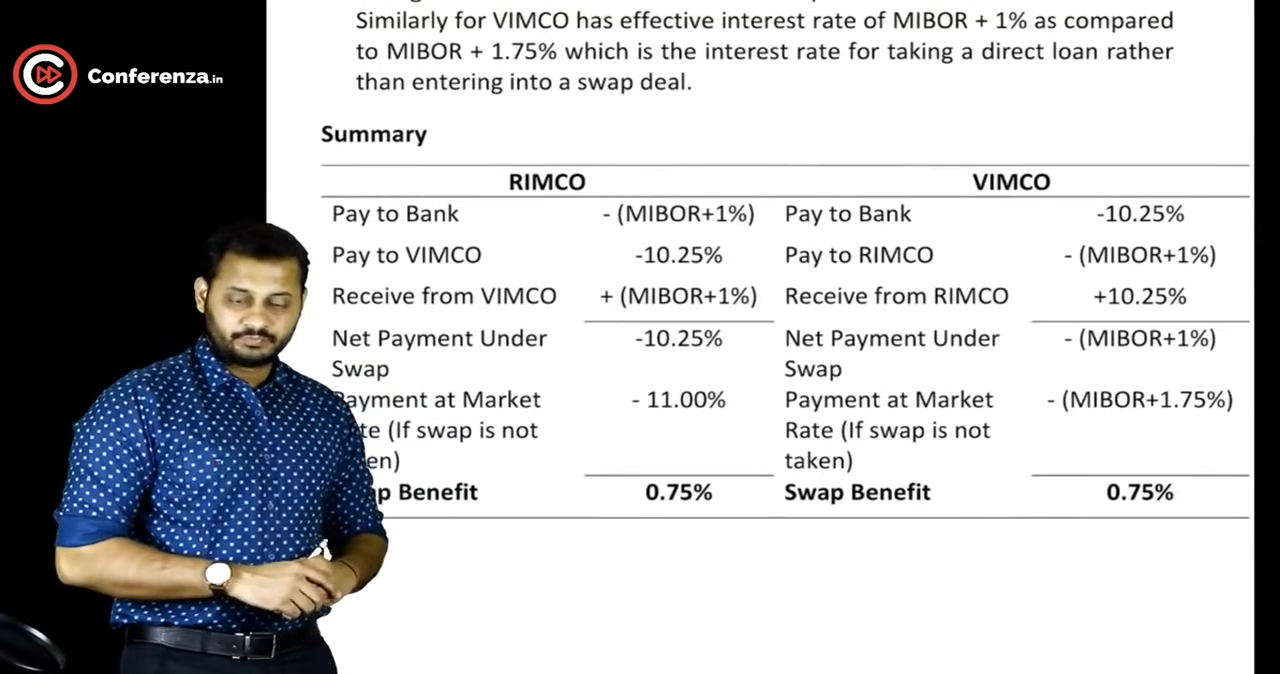 Conferenza.in
Similarly for VIMCO has effective interest rate of MIBOR + 1% as compared
to MIBOR + 1.75% which is the interest rate for taking a direct loan rather
than entering into a swap deal.
Summary
RIMCO VIMCO
Pay to Bank - (MIBOR+1%) Pay to Bank -10.25%
Pay to VIMCO -10.25% Pay to RIMCO - (MIBOR+1%)
Receive from VIMCO + (MIBOR+1%) Receive from RIMCO +10.25%
Net Payment Under -10.25% Net Payment Under - (MIBOR+1%)
Swap Swap
Payment at Market - 11.00% Payment at Market - (MIBOR+1.75%)
(If swap is not Rate (If swap is not
taken)
Benefit 0.75% Swap Benefit 0.75%